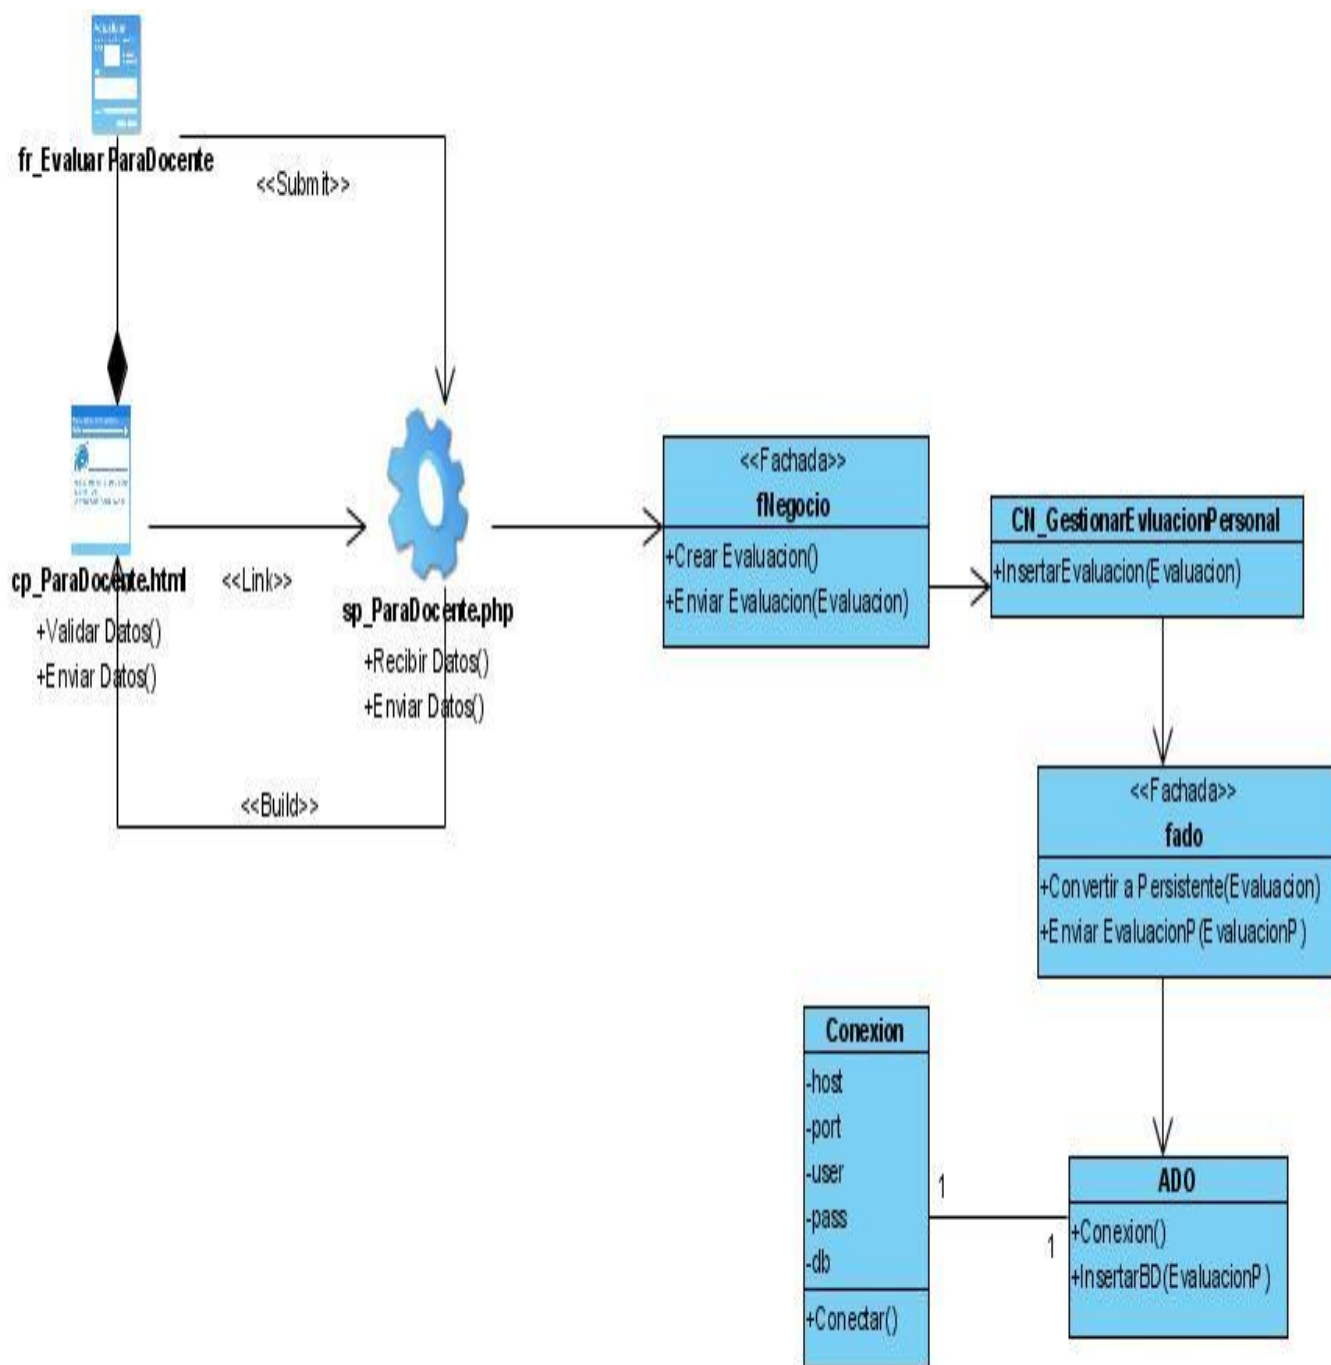 fr_Evaluar ParaDocente
<<Submit>>
cp_ParaDocente.html
+Validar Datos()
+Enviar Datos()
<<Link>>
sp_ParaDocente.php
+Recibir Datos()
+Enviar Datos()
<<Build>>
<<Fachada>>
fNegocio
+Crear Evaluacion()
+Enviar Evaluacion(Evaluacion)
CN_GestionarEvluacionPersonal
+InsertarEvaluacion(Evaluacion)
<<Fachada>>
fado
+Convertir a Persistente(Evaluacion)
+Enviar EvaluacionP(EvaluacionP)
Conexion
-host
-port
-user
-pass
-db
+Conectar()
1
1
ADO
+Conexion()
+InsertarBD(EvaluacionP)